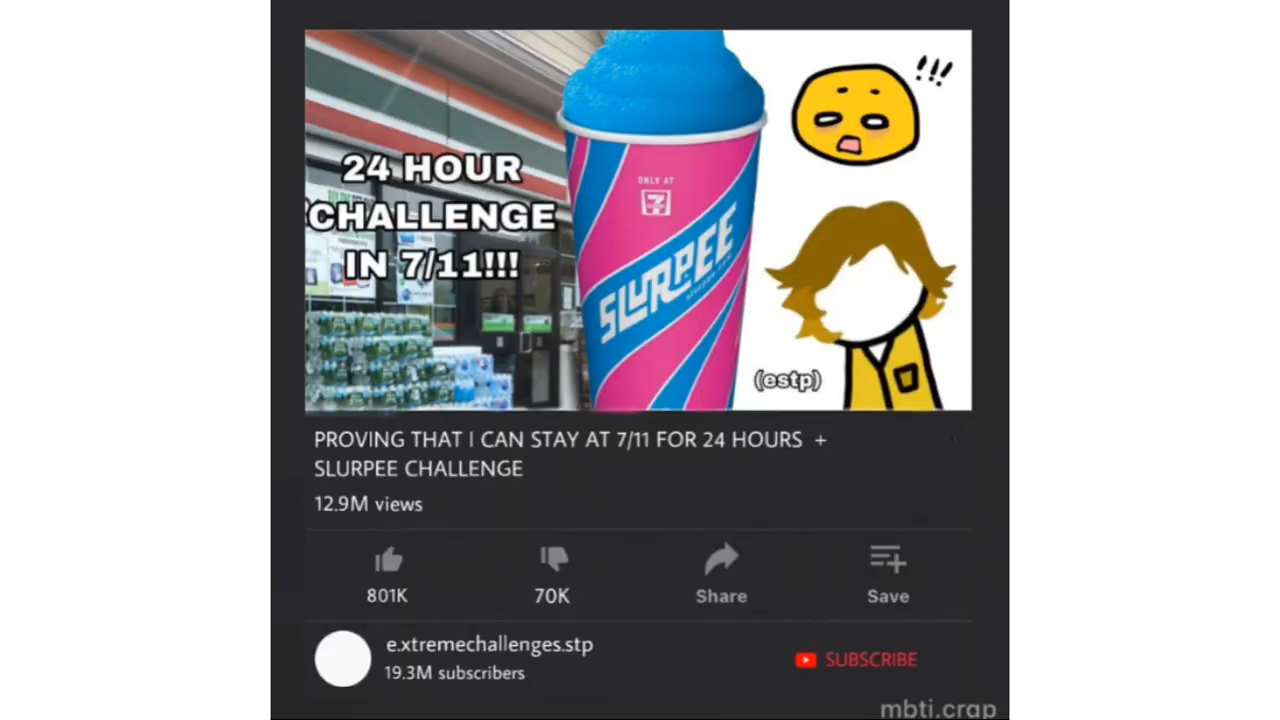 24 HOUR
CHALLENGE
IN 7/11!!!
ONLY AT
7
SLURPEE
!!!
(estp)
PROVING THAT I CAN STAY AT 7/11 FOR 24 HOURS +
SLURPEE CHALLENGE
12.9M views
801K
70K
Share
Save
e.xtremechallenges.stp
19.3M subscribers
SUBSCRIBE
mbti.crap